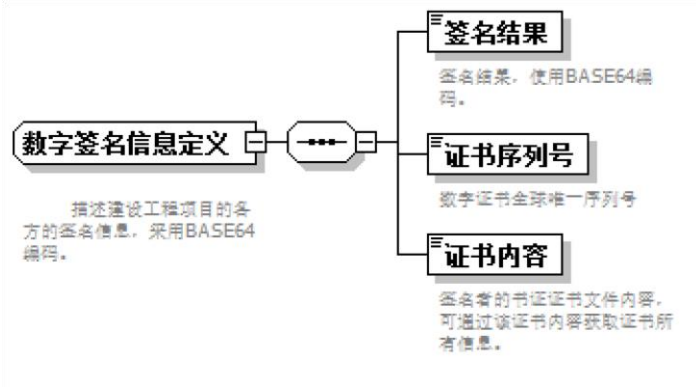 签名结果
签名结果，使用BASE64编
码。
数字签名信息定义
描述建设工程项目的各
方的签名信息，采用BASE64
编码。
证书序列号
数字证书全球唯一序列号
证书内容
签名者的书证证书文件内容，
可通过该证书内容获取证书所
有信息。